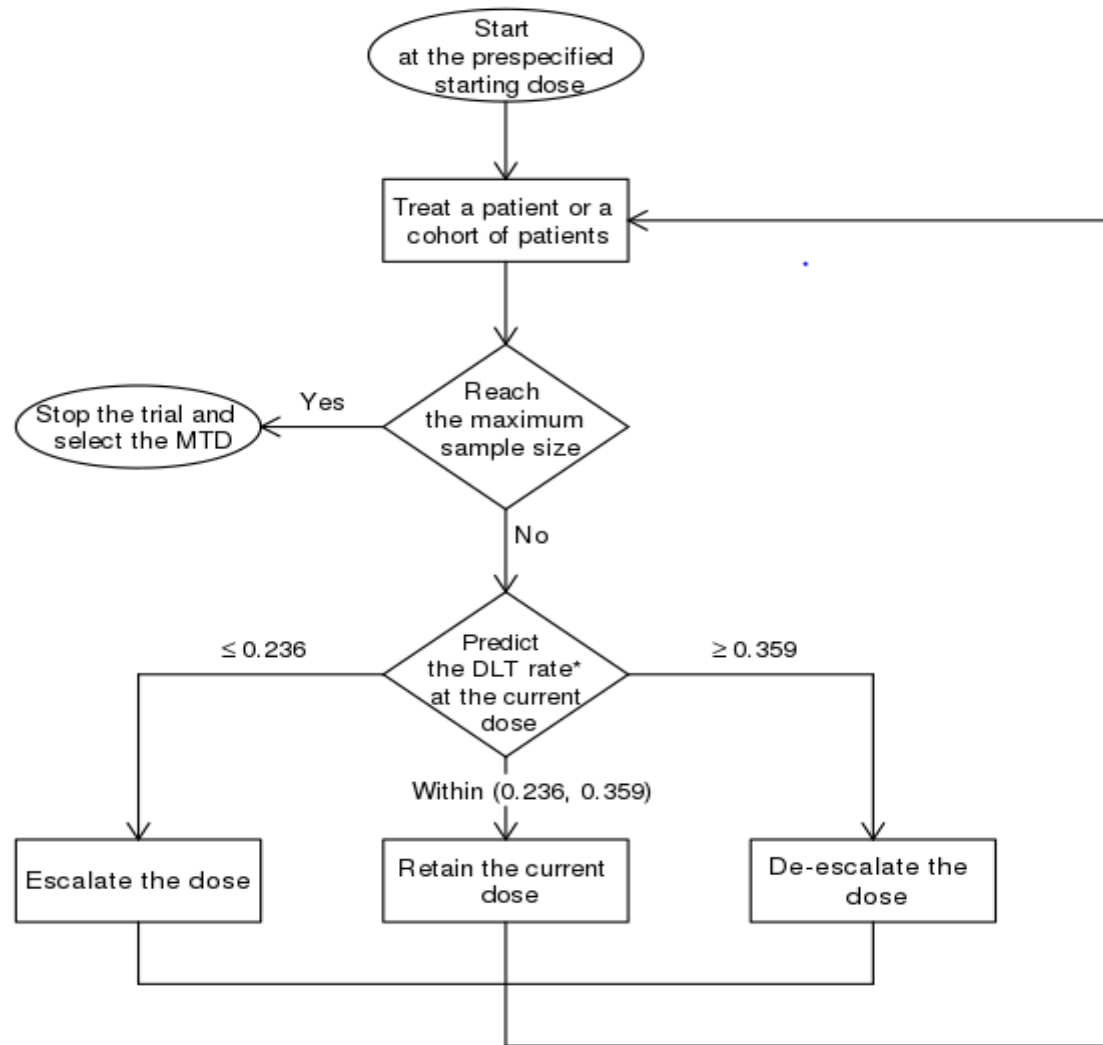 Start
at the prespecified
starting dose
Treat a patient or a
cohort of patients
Reach
the maximum
sample size
Yes
Stop the trial and
select the MTD
No
Predict
the DLT rate*
at the current
dose
≤ 0.236
≥ 0.359
Within (0.236, 0.359)
Escalate the dose
Retain the current
dose
De-escalate the
dose